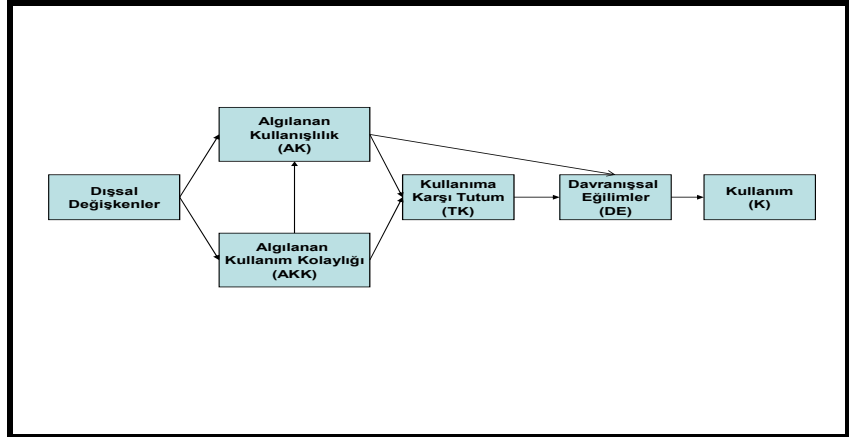 Algılanan
Kullanışlılık
(AK)
Dışsal
Değişkenler
Kullanıma
Karşı Tutum
(TK)
Davranışsal
Eğilimler
(DE)
Kullanım
(K)
Algılanan
Kullanım Kolaylığı
(AKK)